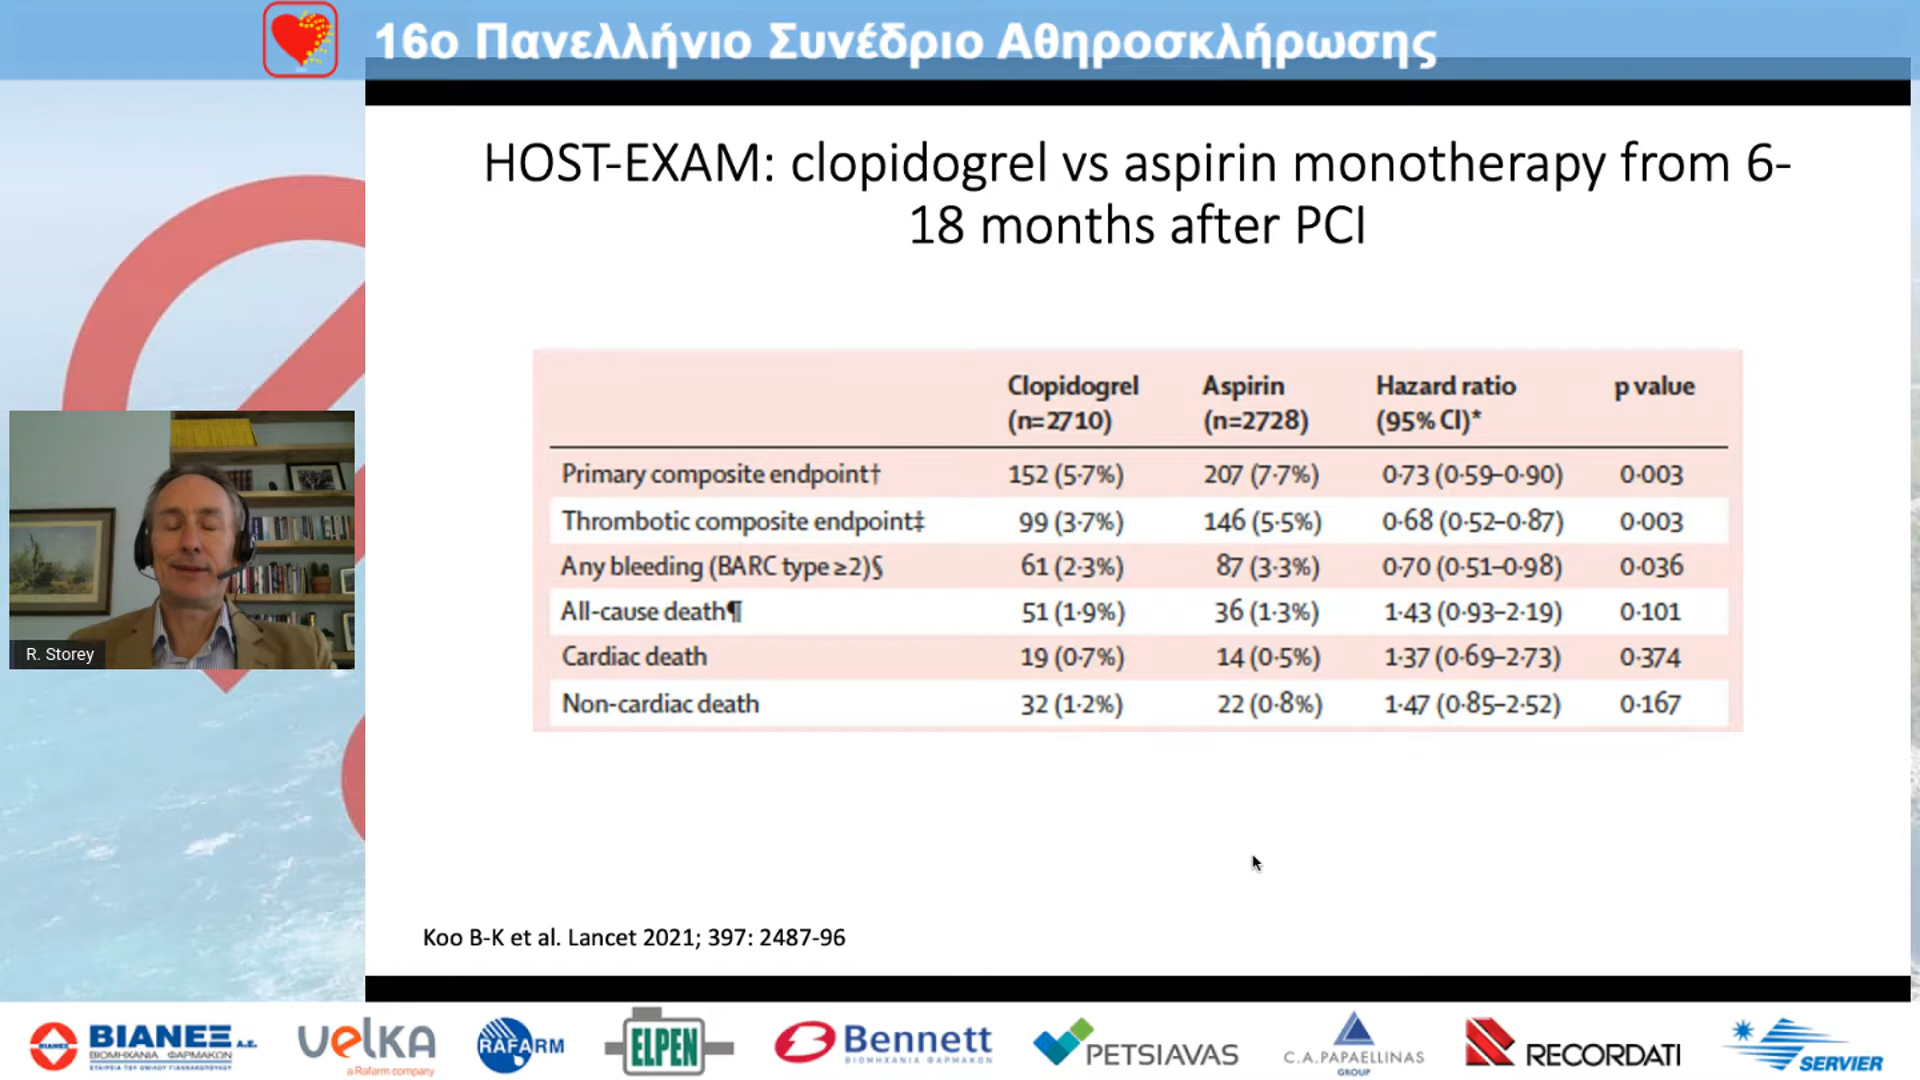 16ο Πανελλήνιο Συνέδριο Αθηροσκλήρωσης
HOST-EXAM: clopidogrel vs aspirin monotherapy from 6-
18 months after PCI
Clopidogrel (n=2710) Aspirin (n=2728) Hazard ratio (95% CI)* p value
Primary composite endpoint† 152 (5·7%) 207 (7·7%) 0·73 (0·59–0·90) 0·003
Thrombotic composite endpoint‡ 99 (3·7%) 146 (5·5%) 0·68 (0·52–0·87) 0·003
Any bleeding (BARC type ≥2)§ 61 (2·3%) 87 (3·3%) 0·70 (0·51–0·98) 0·036
All-cause death¶ 51 (1·9%) 36 (1·3%) 1·43 (0·93–2·19) 0·101
Cardiac death 19 (0·7%) 14 (0·5%) 1·37 (0·69–2·73) 0·374
Non-cardiac death 32 (1·2%) 22 (0·8%) 1·47 (0·85–2·52) 0·167
R. Storey
Koo B-K et al. Lancet 2021; 397: 2487-96
ΒΙΑΝΕΞ Α.Ε.
ΒΙΟΜΗΧΑΝΙΑ ΦΑΡΜΑΚΩΝ
VELKA
a Rafarm company
RAFARM
ELPEN
Bennett
ΒΙΟΜΗΧΑΝΙΑ ΦΑΡΜΑΚΩΝ
PETSIAVAS
C.A.PAPAELLINAS
GROUP
RECORDATI
SERVIER